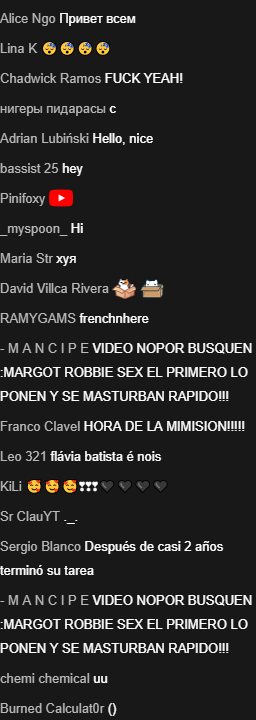 Alice Ngo Привет всем
Lina K 😴 😴 😴 😴
Chadwick Ramos FUCK YEAH!
нигеры пидарасы с
Adrian Lubiński Hello, nice
bassist 25 hey
Pinifoxy
_myspoon_ Hi
Maria Str хуя
David Villca Rivera
RAMYGAMS frenchnhere
- M A N C I P E VIDEO NOPOR BUSQUEN
:MARGOT ROBBIE SEX EL PRIMERO LO
PONEN Y SE MASTURBAN RAPIDO!!!
Franco Clavel HORA DE LA MIMISION!!!!!
Leo 321 flávia batista é nois
KiLi 🥰 🥰 🥰❣❣❣🖤 🖤 🖤 🖤
Sr ClauYT ._.
Sergio Blanco Después de casi 2 años
terminó su tarea
- M A N C I P E VIDEO NOPOR BUSQUEN
:MARGOT ROBBIE SEX EL PRIMERO LO
PONEN Y SE MASTURBAN RAPIDO!!!
chemi chemical uu
Burned Calculat0r ()